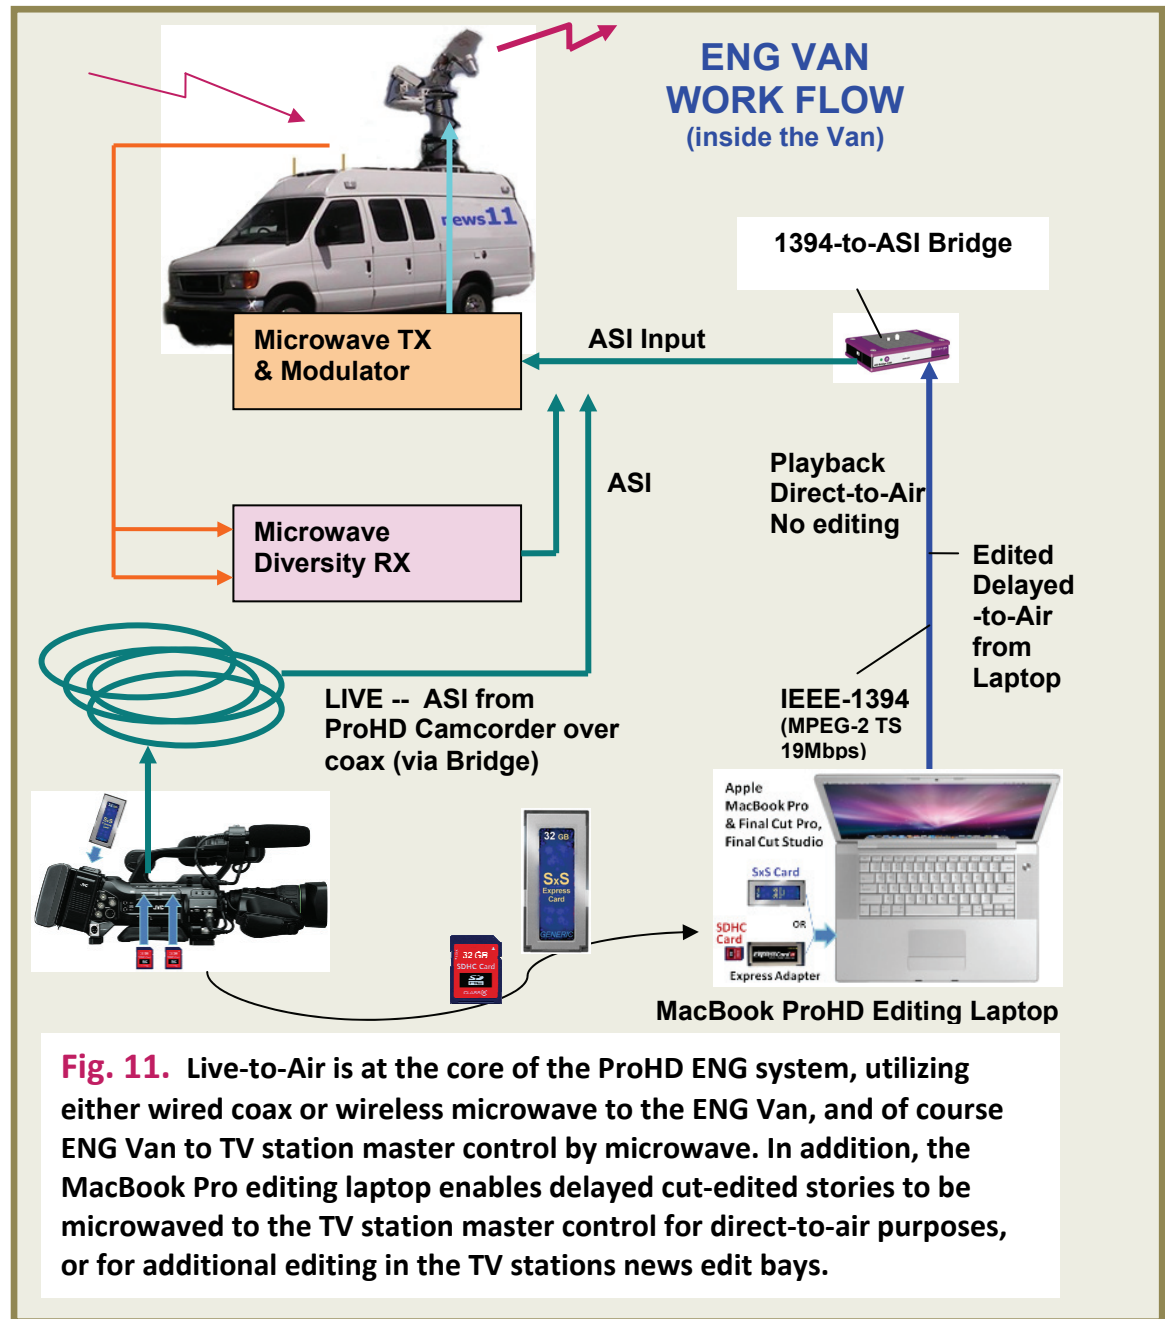 ENG VAN
WORK FLOW
(inside the Van)
news11
1394-to-ASI Bridge
Microwave TX
& Modulator
ASI Input
Playback
Direct-to-Air
No editing
ASI
Microwave
Diversity RX
Edited
Delayed
-to-Air
from
Laptop
LIVE -- ASI from
ProHD Camcorder over
coax (via Bridge)
IEEE-1394
(MPEG-2 TS
19Mbps)
Apple
MacBook Pro
& Final Cut Pro,
Final Cut Studio
SxS Card
OR
SDHC
Card
Express Adapter
32 GB
SxS
Express
Card
GENERIC
32 GB
SDHC Card
JVC
MacBook ProHD Editing Laptop
Fig. 11. Live-to-Air is at the core of the ProHD ENG system, utilizing
either wired coax or wireless microwave to the ENG Van, and of course
ENG Van to TV station master control by microwave. In addition, the
MacBook Pro editing laptop enables delayed cut-edited stories to be
microwaved to the TV station master control for direct-to-air purposes,
or for additional editing in the TV stations news edit bays.